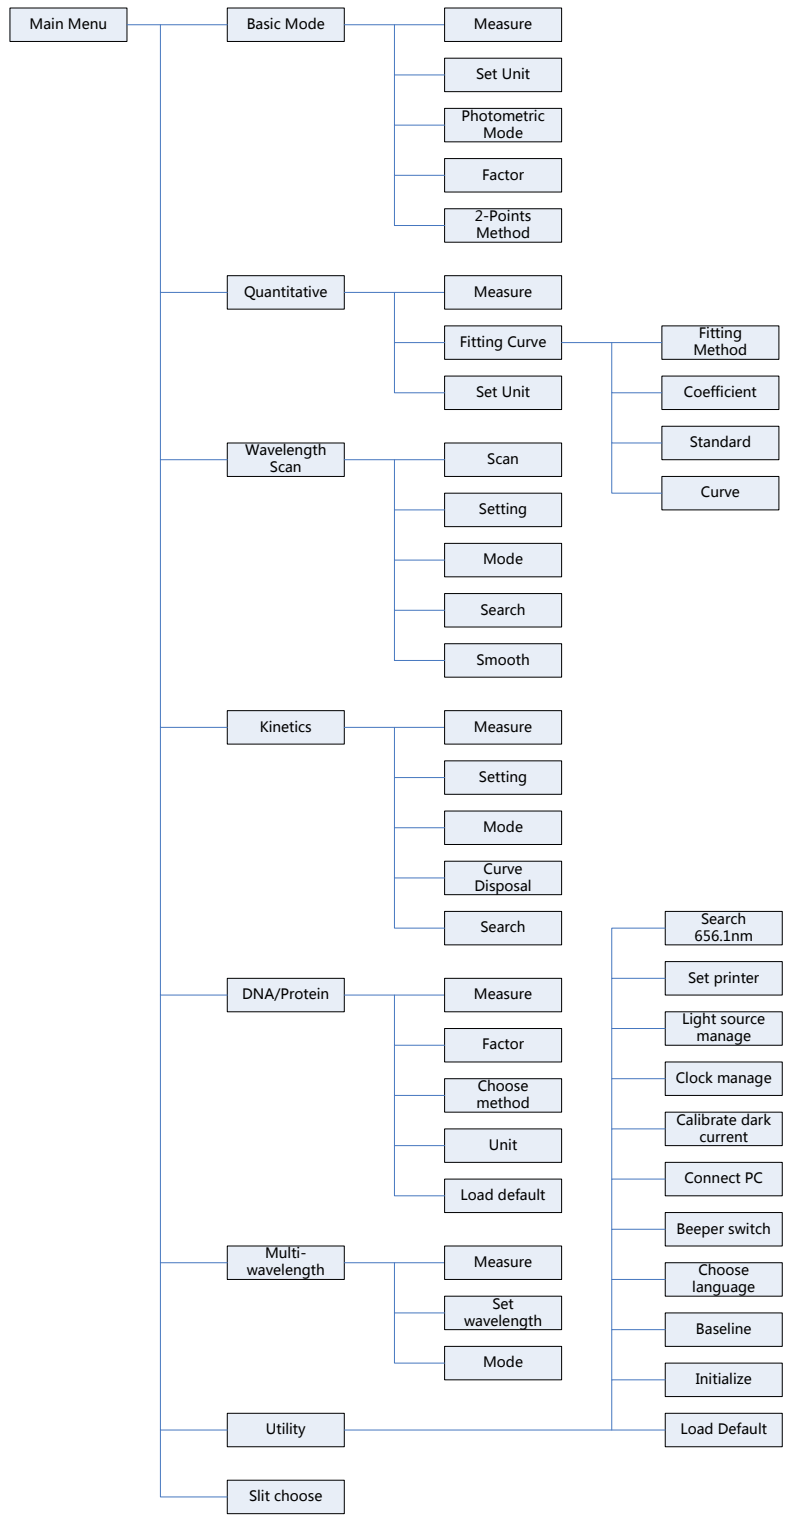 Main Menu
Basic Mode
Measure
Set Unit
Photometric
Mode
Factor
2-Points
Method
Quantitative
Measure
Fitting Curve
Fitting
Method
Coefficient
Standard
Curve
Set Unit
Wavelength
Scan
Scan
Setting
Mode
Search
Smooth
Kinetics
Measure
Setting
Mode
Curve
Disposal
Search
DNA/Protein
Measure
Factor
Choose
method
Unit
Load default
Multi-
wavelength
Measure
Set
wavelength
Mode
Utility
Search
656.1nm
Set printer
Light source
manage
Clock manage
Calibrate dark
current
Connect PC
Beeper switch
Choose
language
Baseline
Initialize
Load Default
Slit choose